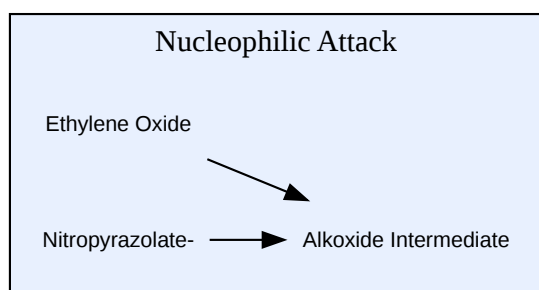 Nucleophilic Attack
Ethylene Oxide
Nitropyrazolate-
Alkoxide Intermediate